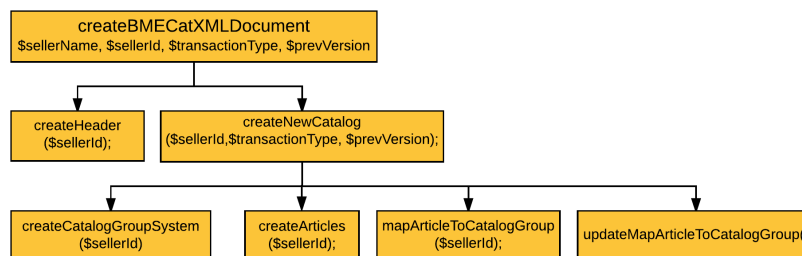 createBMECatXMLDocument
$sellerName, $sellerId, $transactionType, $prevVersion
createHeader
($sellerId);
createNewCatalog
($sellerId,$transactionType, $prevVersion);
createCatalogGroupSystem
($sellerId)
createArticles
($sellerId);
mapArticleToCatalogGroup
($sellerId);
updateMapArticleToCatalogGroup(